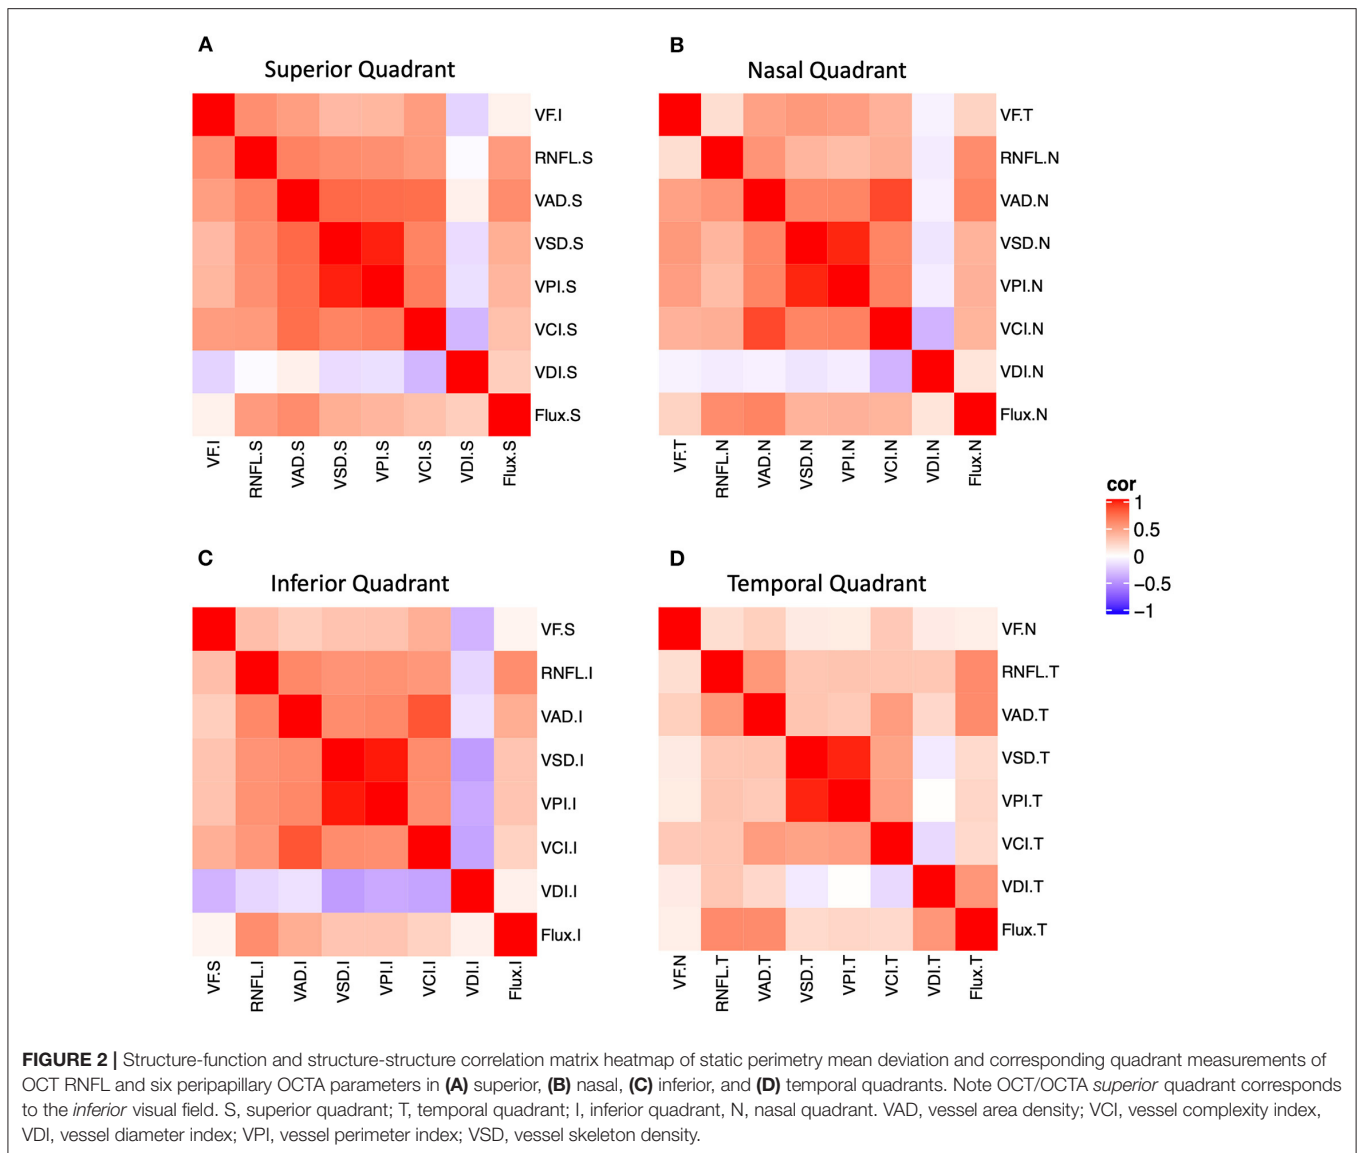 A
Superior Quadrant
VF.I
RNFL.S
VAD.S
VSD.S
VPI.S
VCI.S
VDI.S
Flux.S
VF.I
RNFL.S
VAD.S
VSD.S
VPI.S
VCI.S
VDI.S
Flux.S
B
Nasal Quadrant
VF.T
RNFL.N
VAD.N
VSD.N
VPI.N
VCI.N
VDI.N
Flux.N
VF.T
RNFL.N
VAD.N
VSD.N
VPI.N
VCI.N
VDI.N
Flux.N
cor
1
0.5
0
−0.5
−1
C
Inferior Quadrant
VF.S
RNFL.I
VAD.I
VSD.I
VPI.I
VCI.I
VDI.I
Flux.I
VF.S
RNFL.I
VAD.I
VSD.I
VPI.I
VCI.I
VDI.I
Flux.I
D
Temporal Quadrant
VF.N
RNFL.T
VAD.T
VSD.T
VPI.T
VCI.T
VDI.T
Flux.T
VF.N
RNFL.T
VAD.T
VSD.T
VPI.T
VCI.T
VDI.T
Flux.T
FIGURE 2 | Structure-function and structure-structure correlation matrix heatmap of static perimetry mean deviation and corresponding quadrant measurements of
OCT RNFL and six peripapillary OCTA parameters in (A) superior, (B) nasal, (C) inferior, and (D) temporal quadrants. Note OCT/OCTA superior quadrant corresponds
to the inferior visual field. S, superior quadrant; T, temporal quadrant; I, inferior quadrant, N, nasal quadrant. VAD, vessel area density; VCI, vessel complexity index,
VDI, vessel diameter index; VPI, vessel perimeter index; VSD, vessel skeleton density.